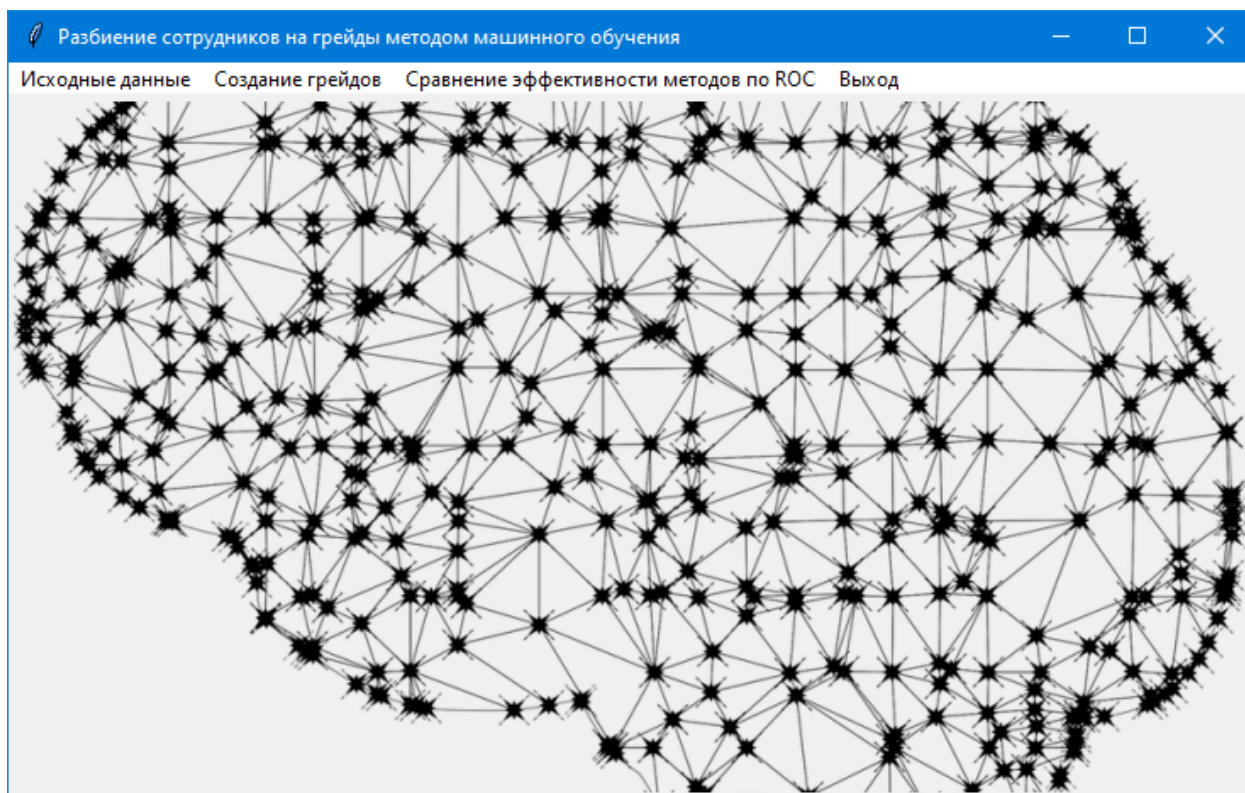 Разбиение сотрудников на грейды методом машинного обучения
Исходные данные Создание грейдов Сравнение эффективности методов по ROC Выход